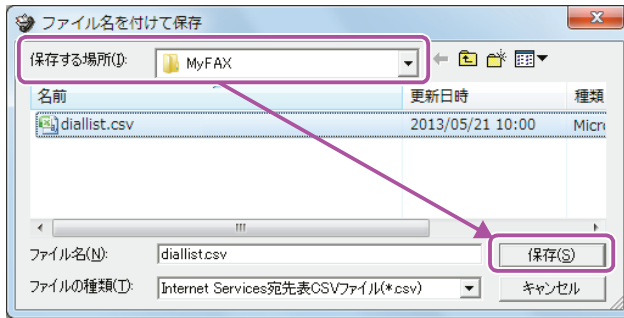 ファイル名を付けて保存
保存する場所(I): MyFAX
名前 更新日時 種類
diallist.csv 2013/05/21 10:00 Micro
ファイル名(N): diallist.csv 保存(S)
ファイルの種類(T): Internet Services宛先表CSVファイル(*.csv) キャンセル